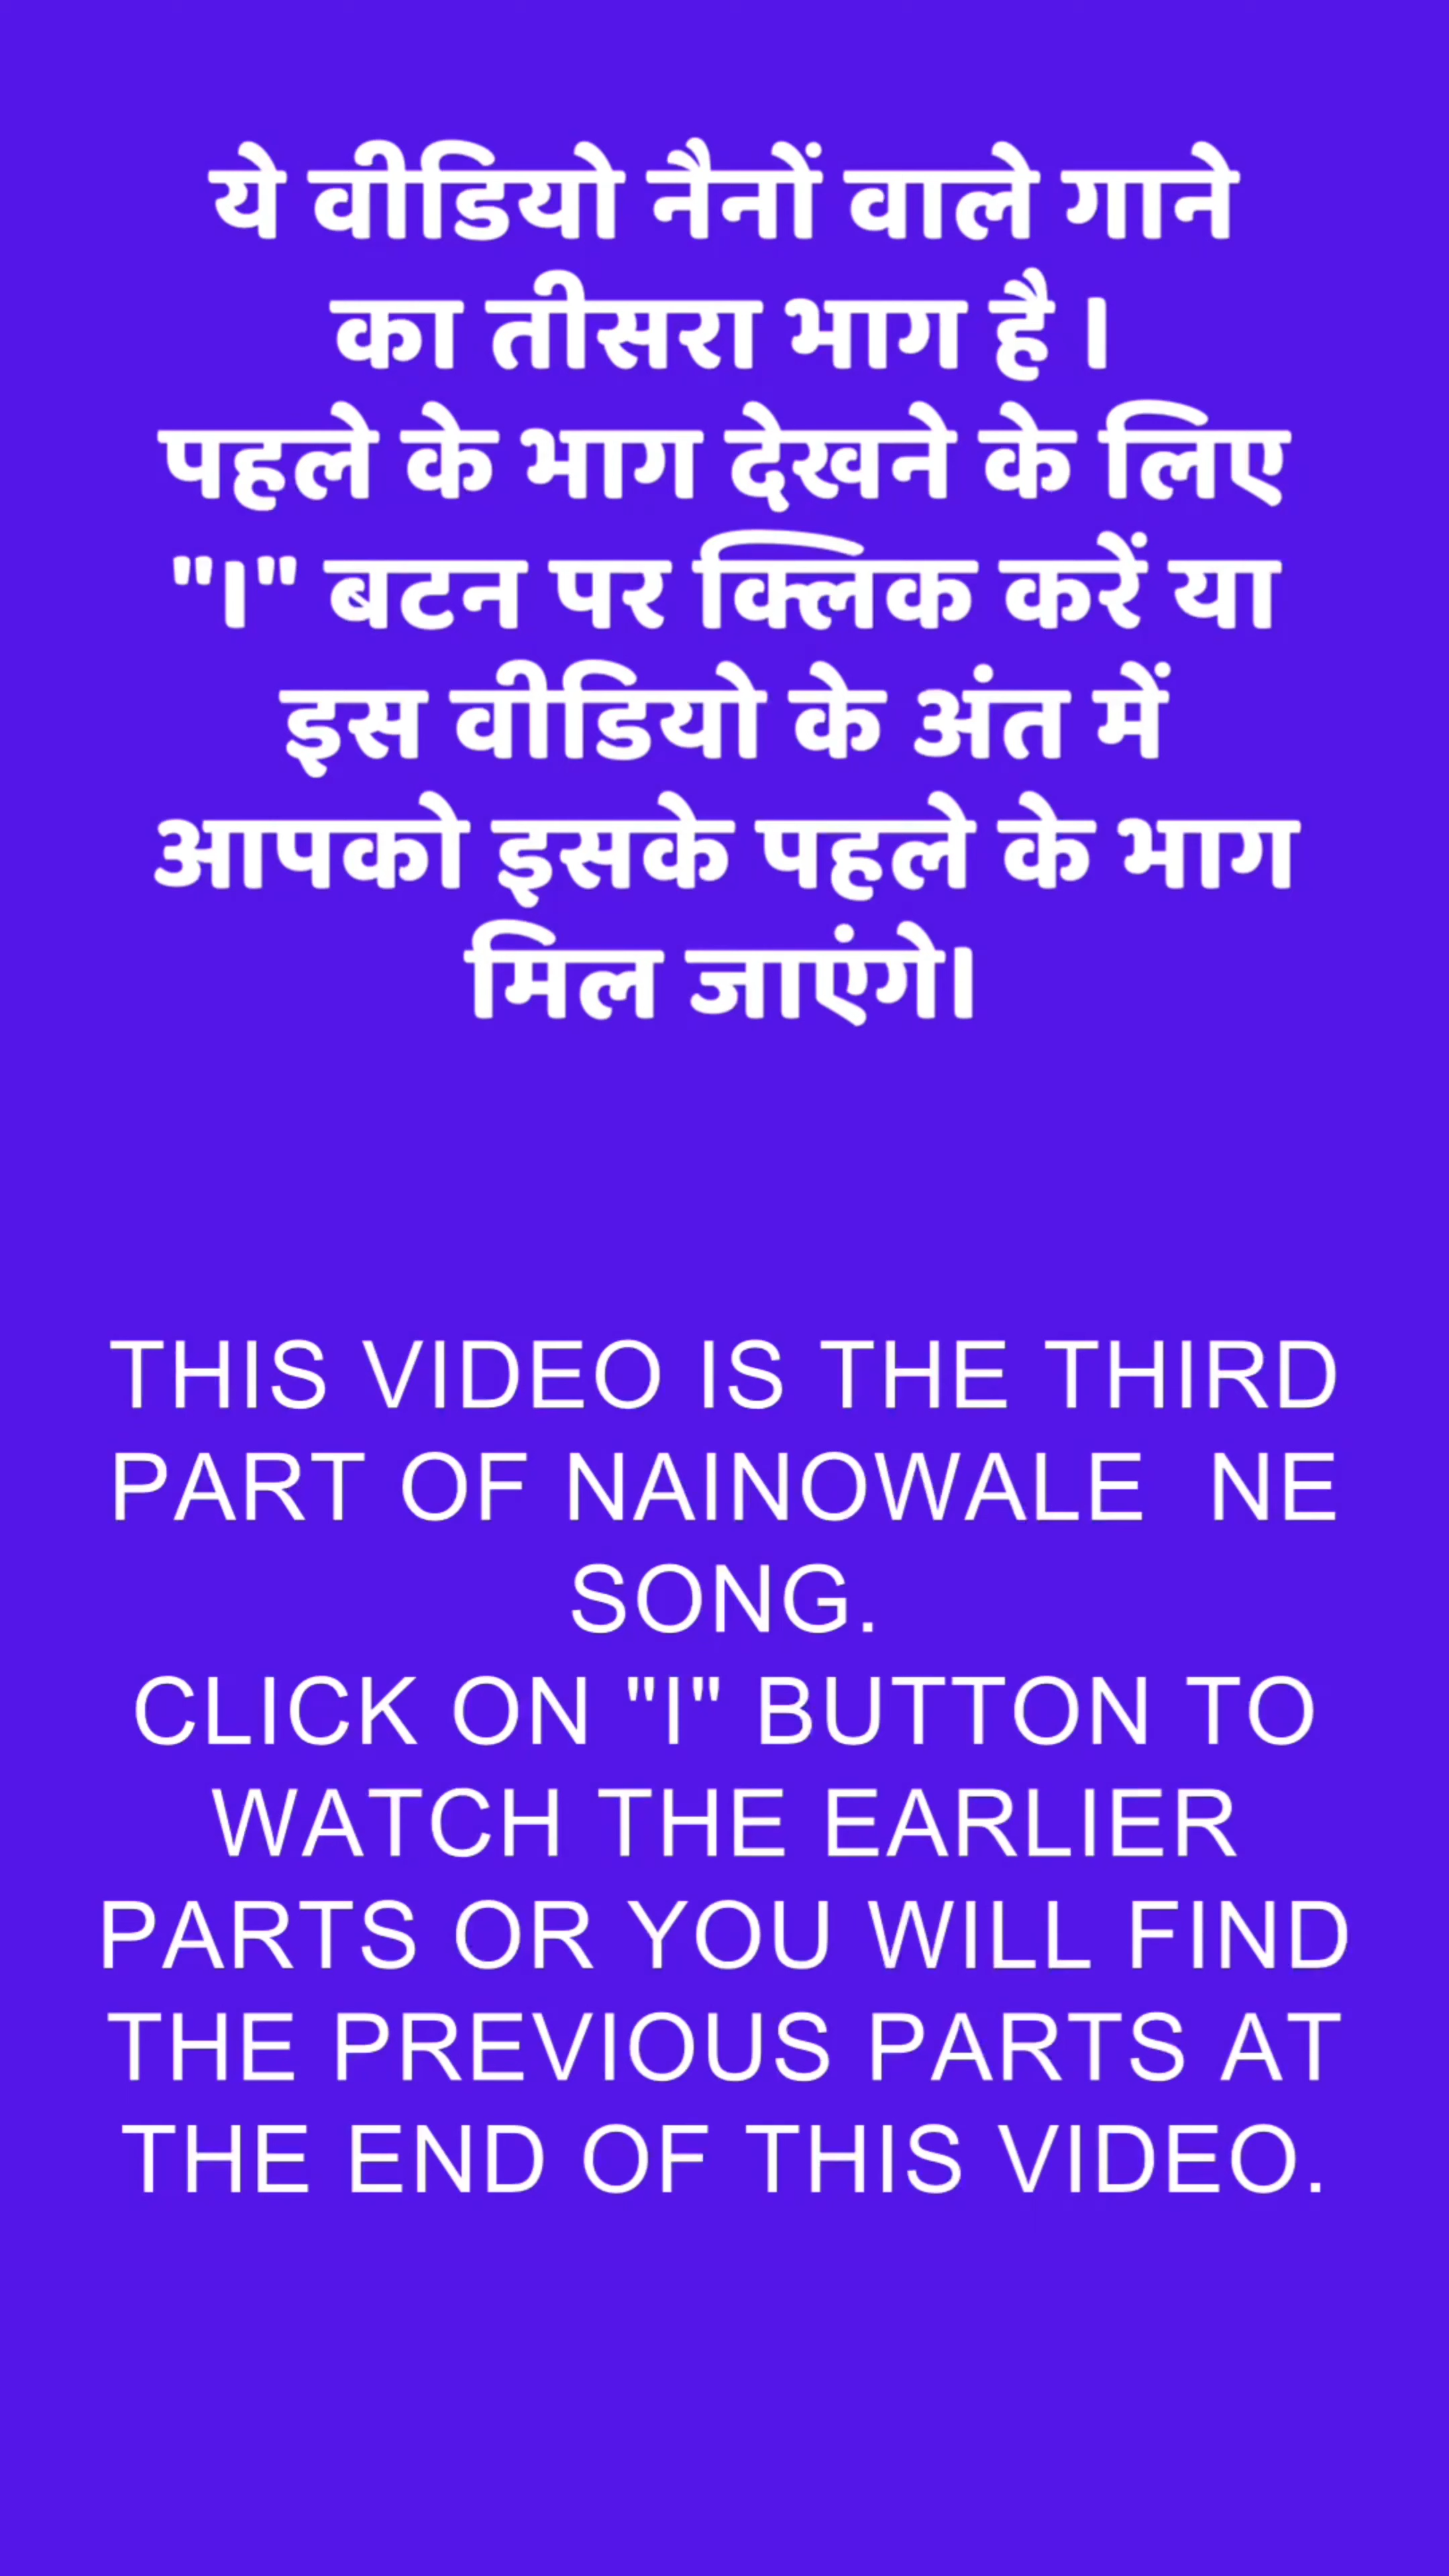 ये वीडियो नैनों वाले गाने
का तीसरा भाग है।
पहले के भाग देखने के लिए
"I" बटन पर क्लिक करें या
इस वीडियो के अंत में
आपको इसके पहले के भाग
मिल जाएंगे।
THIS VIDEO IS THE THIRD
PART OF NAINOWALE  NE
SONG.
CLICK ON "I" BUTTON TO
WATCH THE EARLIER
PARTS OR YOU WILL FIND
THE PREVIOUS PARTS AT
THE END OF THIS VIDEO.